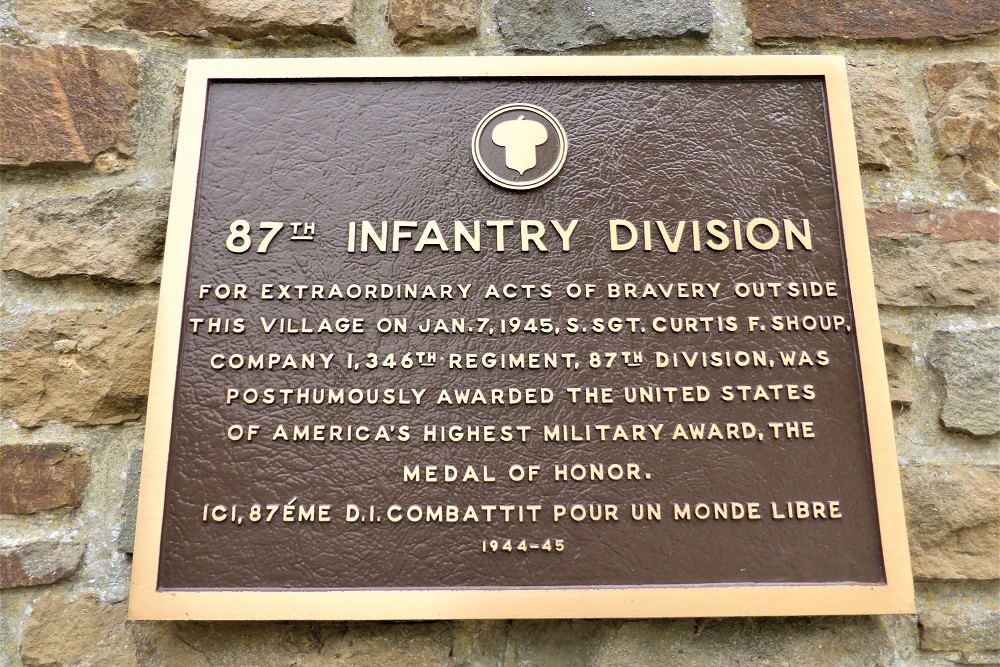 87TH INFANTRY DIVISION
FOR EXTRAORDINARY ACTS OF BRAVERY OUTSIDE
THIS VILLAGE ON JAN. 7, 1945, S. SGT. CURTIS F. SHOUP,
COMPANY I, 346TH REGIMENT, 87TH DIVISION, WAS
POSTHUMOUSLY AWARDED THE UNITED STATES
OF AMERICA'S HIGHEST MILITARY AWARD, THE
MEDAL OF HONOR.
ICI, 87ÉME D.I. COMBATTIT POUR UN MONDE LIBRE
1944-45